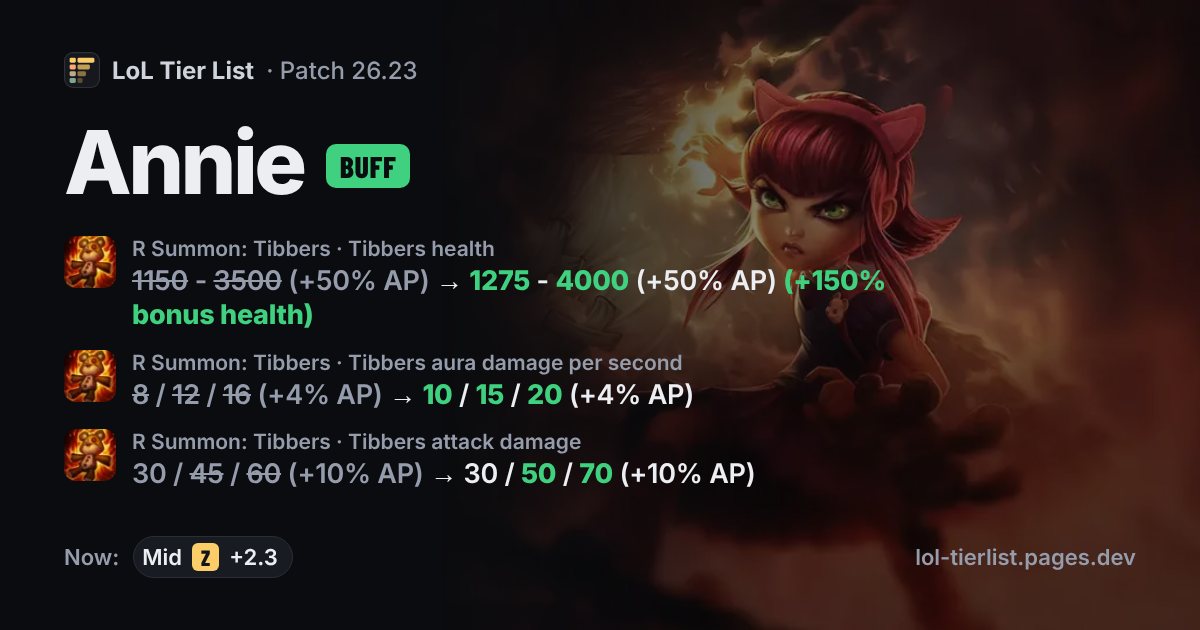 LoL Tier List · Patch 26.23
Annie BUFF
R Summon: Tibbers · Tibbers health
1150 - 3500 (+50% AP) → 1275 - 4000 (+50% AP) (+150%
bonus health)
R Summon: Tibbers · Tibbers aura damage per second
8 / 12 / 16 (+4% AP) → 10 / 15 / 20 (+4% AP)
R Summon: Tibbers · Tibbers attack damage
30 / 45 / 60 (+10% AP) → 30 / 50 / 70 (+10% AP)
Now: Mid Z +2.3
lol-tierlist.pages.dev